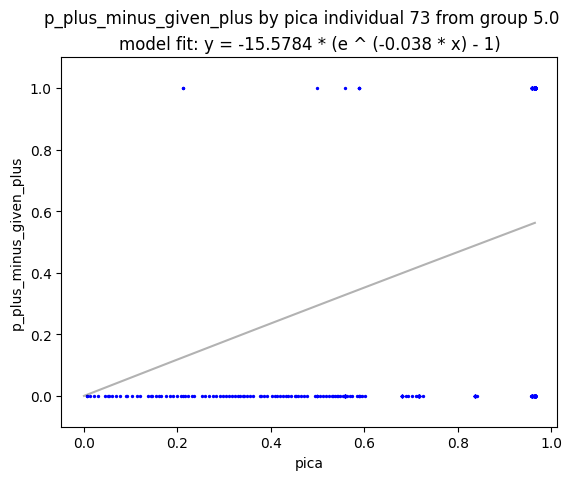 p_plus_minus_given_plus by pica individual 73 from group 5.0
model fit: y = -15.5784 * (e ^ (-0.038 * x) - 1)
1.0
0.8
0.6
0.4
0.2
0.0
p_plus_minus_given_plus
0.0 0.2 0.4 0.6 0.8 1.0
pica